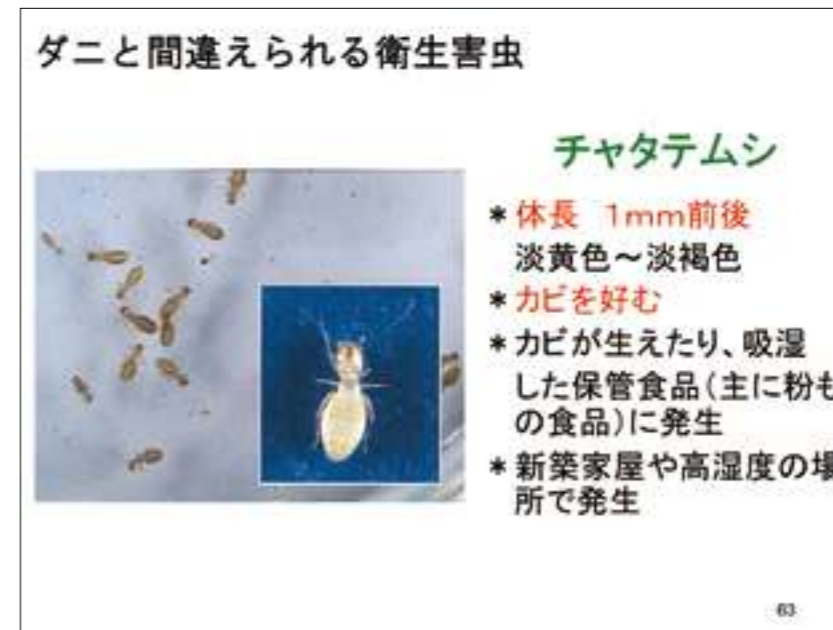 ダニと間違えられる衛生害虫
チャタテムシ
*体長 1mm前後
淡黄色～淡褐色
*カビを好む
*カビが生えたり、吸湿
した保管食品(主に粉も
の食品)に発生
*新築家屋や高湿度の場
所で発生
63